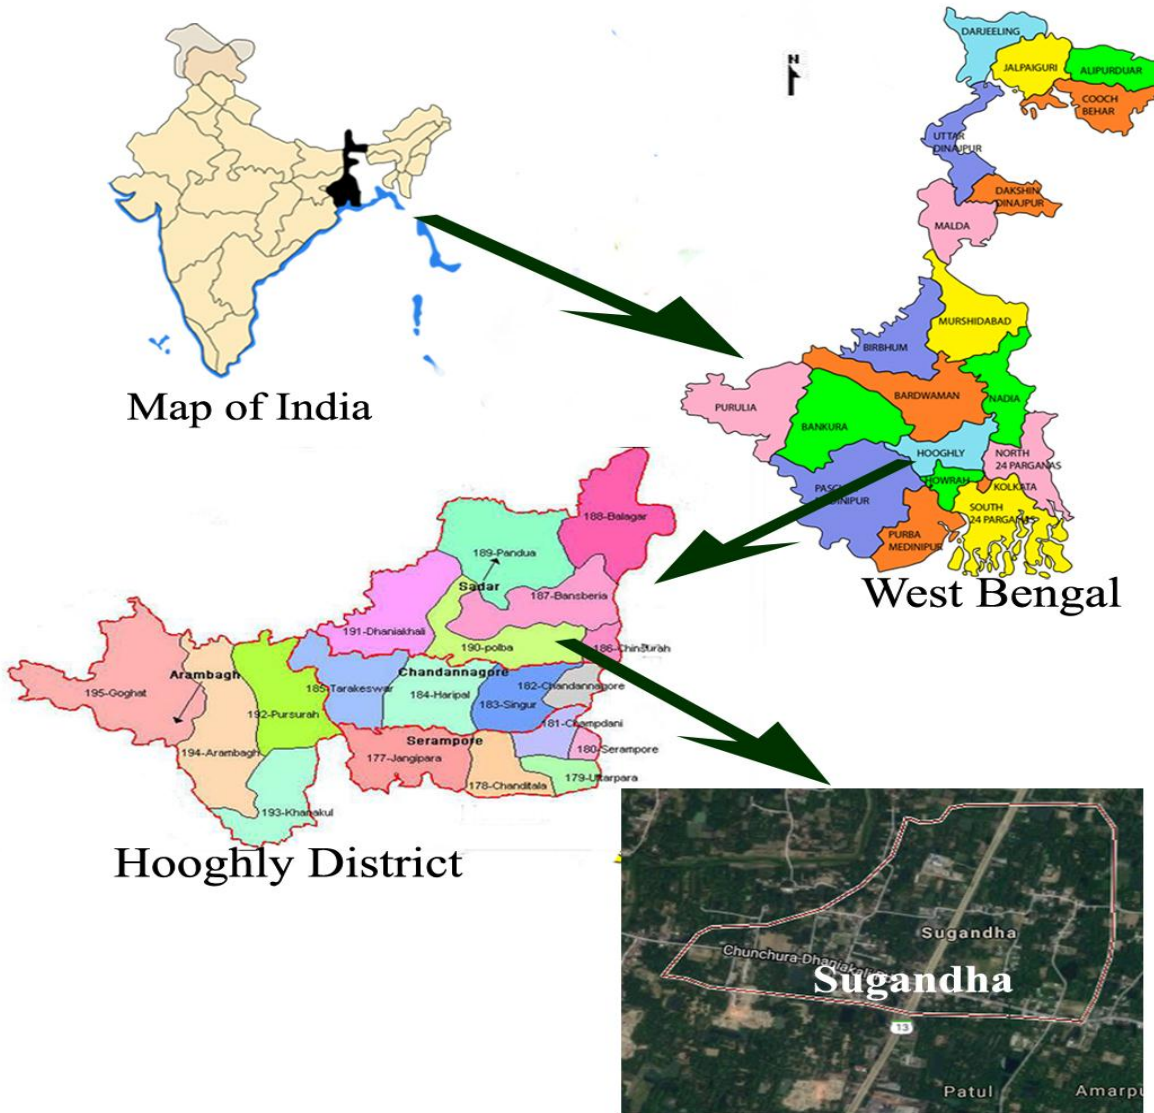 N
DARJEELING
JALPAIGURI
ALIPURDUAR
COOCH
BEHAR
UTTAR
DINAJPUR
DAKSHIN
DINAJPUR
MALDA
MURSHIDABAD
BIRBHUM
BARDWAMAN
NADIA
PURULIA
BANKURA
HOOGHLY
NORTH
24 PARGANAS
HOWRAH
KOLKATA
SOUTH
24 PARGANAS
MEDINIPUR
PURBA
MEDINIPUR
West Bengal
Map of India
188-Balagar
189-Pandua
Sadar
187-Bansberia
191-Dhaniakhali
190-polba
186-Chinsurah
Arambagh
195-Goghat
Chandannagore
185-Tarakeswar
184-Haripal
182-Chandannagore
183-Singur
192-Pursurah
181-Champdani
Serampore
180-Serampore
194-Arambagh
177-Jangipara
179-Uttarpara
178-Chanditala
193-Khanakul
Hooghly District
Sugandha
Chunchura-Dhaniakali
Sugandha
13
Patul